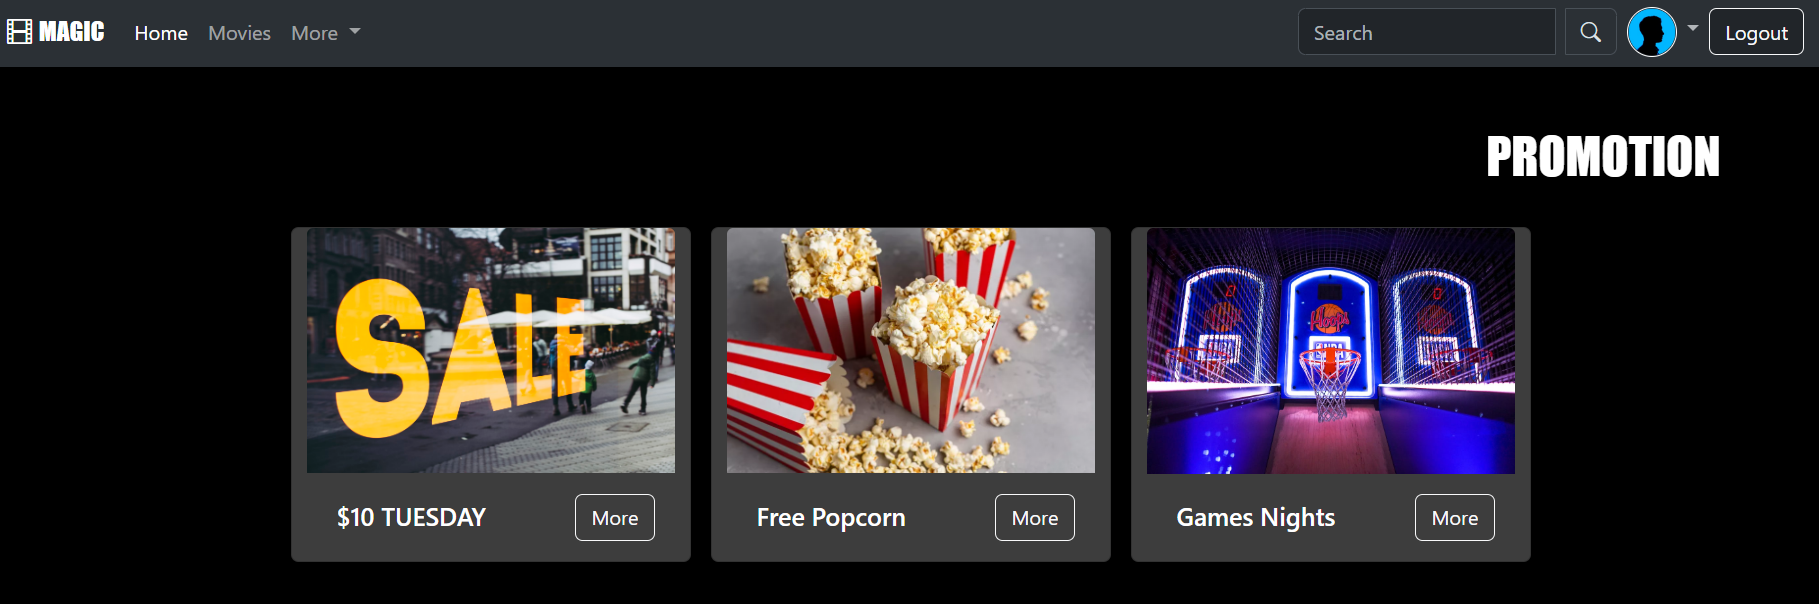 MAGIC Home Movies More Search Logout
PROMOTION
SALE
$10 TUESDAY More
Free Popcorn More
Games Nights More